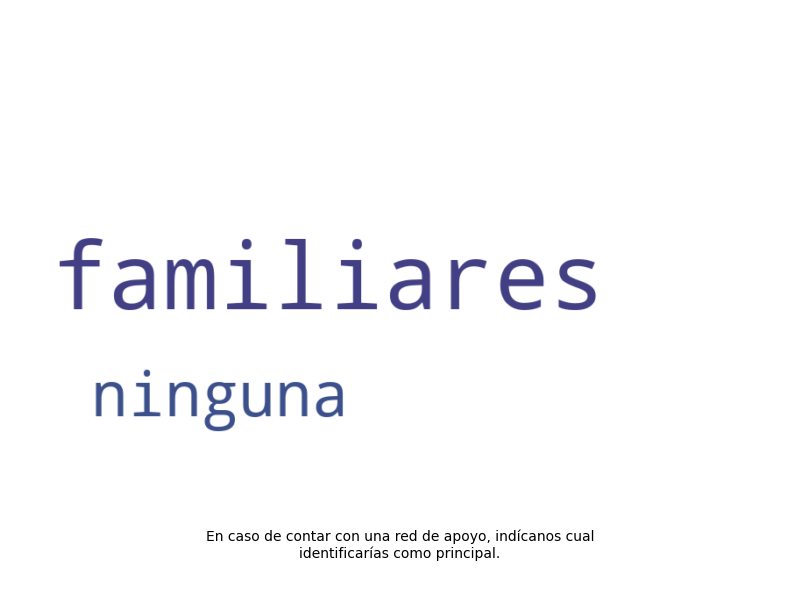 familiares
ninguna
En caso de contar con una red de apoyo, indícanos cual
identificarías como principal.